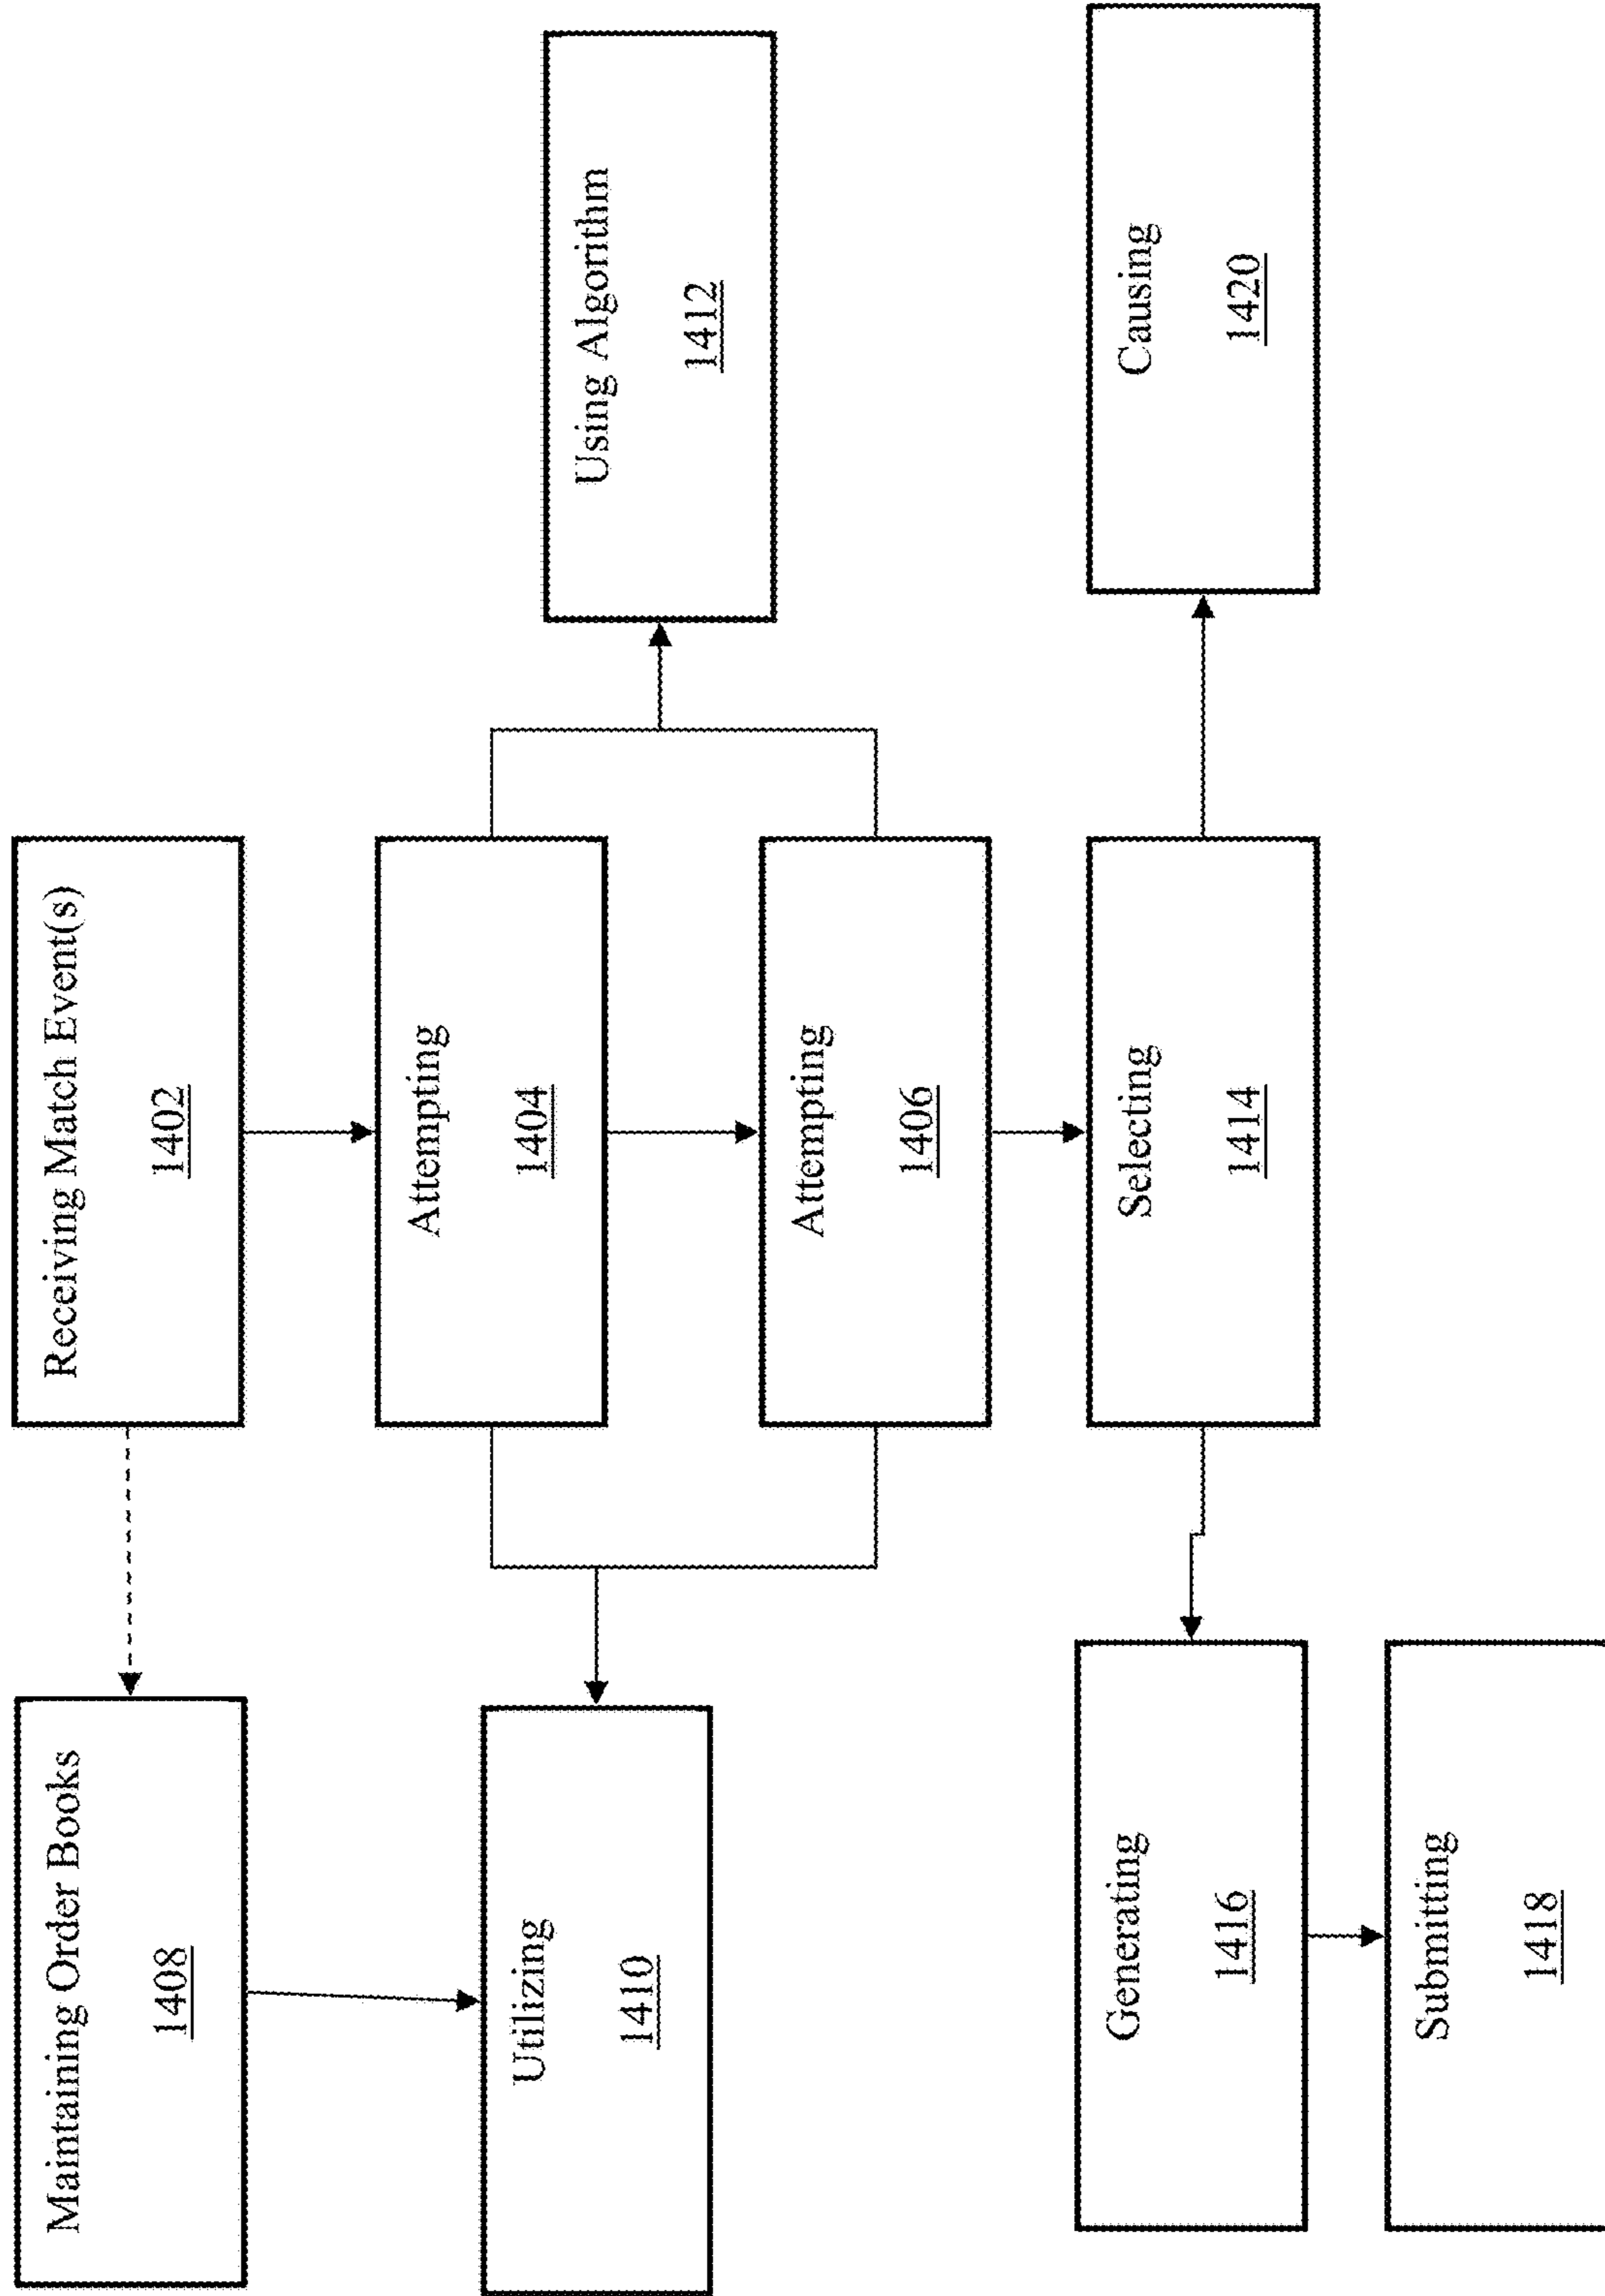 Maintaining Order Books
1408
Receiving Match Event(s)
1402
Attempting
1404
Utilizing
1410
Using Algorithm
1412
Attempting
1406
Generating
1416
Selecting
1414
Causing
1420
Submitting
1418